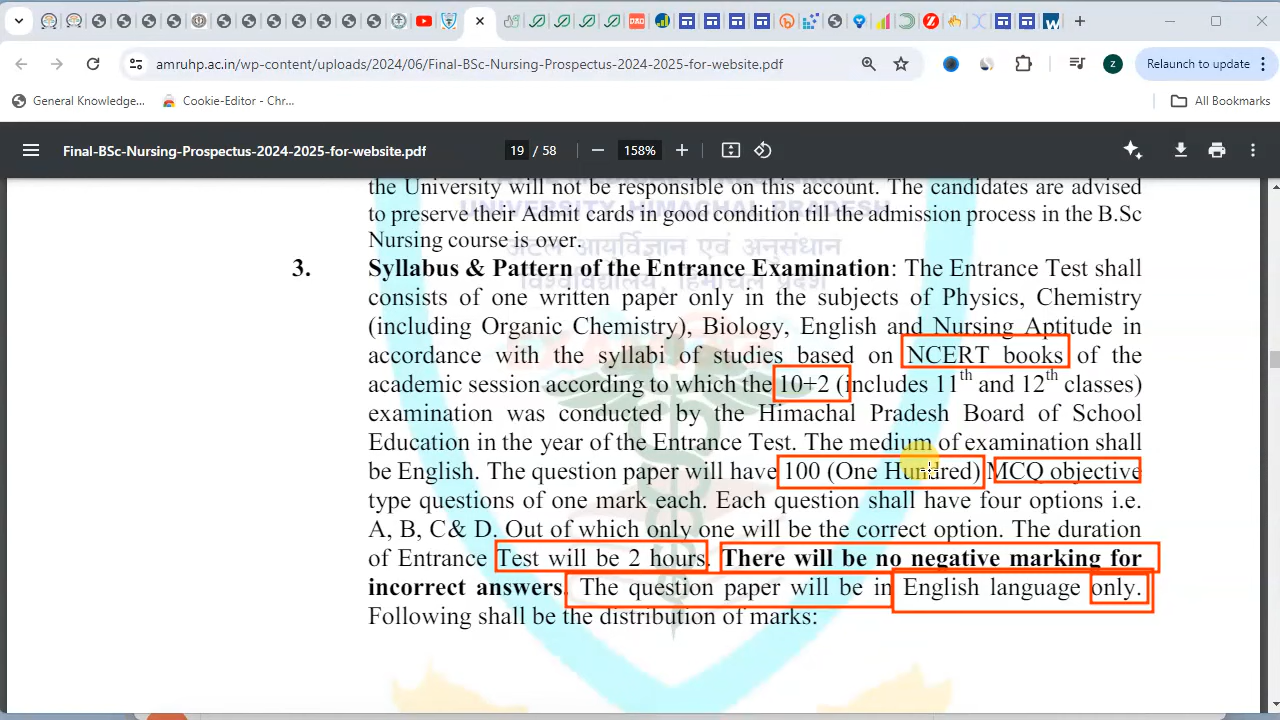 amruhp.ac.in/wp-content/uploads/2024/06/Final-BSc-Nursing-Prospectus-2024-2025-for-website.pdf
z
Relaunch to update
General Knowledge...
Cookie-Editor - Chr...
All Bookmarks
Final-BSc-Nursing-Prospectus-2024-2025-for-website.pdf
19 / 58
158%
the University will not be responsible on this account. The candidates are advised
to preserve their Admit cards in good condition till the admission process in the B.Sc
Nursing course is over.
3. Syllabus & Pattern of the Entrance Examination: The Entrance Test shall
consists of one written paper only in the subjects of Physics, Chemistry
(including Organic Chemistry), Biology, English and Nursing Aptitude in
accordance with the syllabi of studies based on NCERT books of the
academic session according to which the 10+2 (includes 11th and 12th classes)
examination was conducted by the Himachal Pradesh Board of School
Education in the year of the Entrance Test. The medium of examination shall
be English. The question paper will have 100 (One Hundred) MCQ objective
type questions of one mark each. Each question shall have four options i.e.
A, B, C& D. Out of which only one will be the correct option. The duration
of Entrance Test will be 2 hours. There will be no negative marking for
incorrect answers. The question paper will be in English language only.
Following shall be the distribution of marks:
UNIVERSITY HIMACHAL PRADESH
अटल आयुर्विज्ञान एवं अनुसंधान
विश्वविद्यालय, हिमाचल प्रदेश